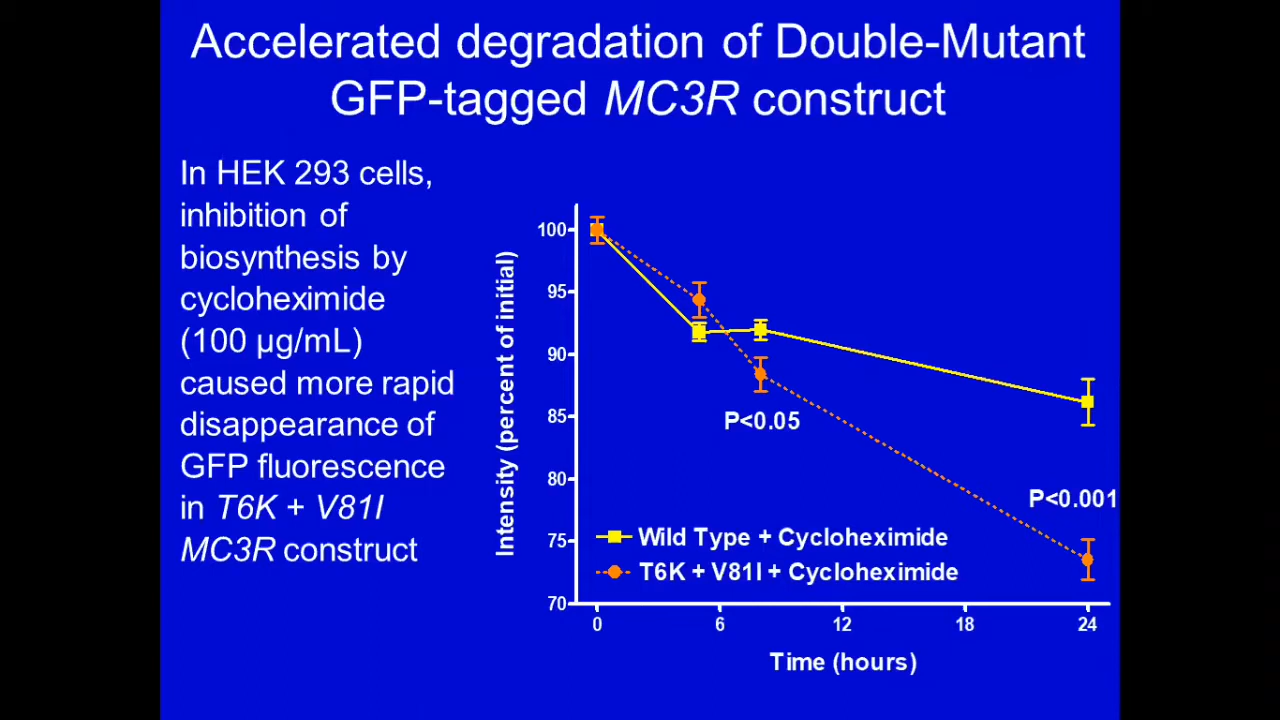 Accelerated degradation of Double-Mutant
GFP-tagged MC3R construct
In HEK 293 cells,
inhibition of
biosynthesis by
cycloheximide
(100 µg/mL)
caused more rapid
disappearance of
GFP fluorescence
in T6K + V81I
MC3R construct
Intensity (percent of initial)
100
95
90
85
80
75
70
P<0.05
P<0.001
Wild Type + Cycloheximide
T6K + V81I + Cycloheximide
0 6 12 18 24
Time (hours)